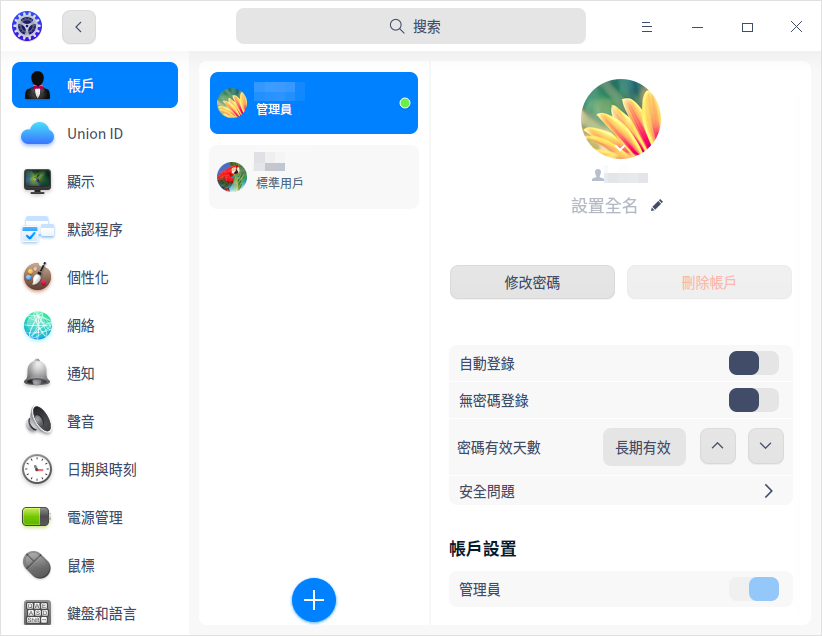 搜索
帳戶
Union ID
顯示
默認程序
個性化
網絡
通知
聲音
日期與時刻
電源管理
鼠標
鍵盤和語言
管理員
標準用戶
設置全名
修改密碼
刪除帳戶
自動登錄
無密碼登錄
密碼有效天數
長期有效
安全問題
帳戶設置
管理員